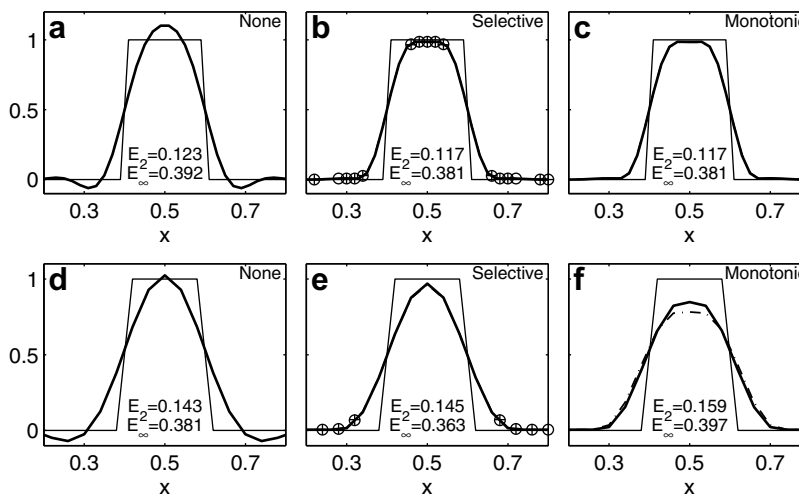 a None b Selective c Monotonic
1 0.5 0
E2=0.123 E∞=0.392
E2=0.117 E∞=0.381
E2=0.117 E∞=0.381
0.3 0.5 0.7 0.3 0.5 0.7 0.3 0.5 0.7
x x x
d None e Selective f Monotonic
1 0.5 0
E2=0.143 E∞=0.381
E2=0.145 E∞=0.363
E2=0.159 E∞=0.397
0.3 0.5 0.7 0.3 0.5 0.7 0.3 0.5 0.7
x x x